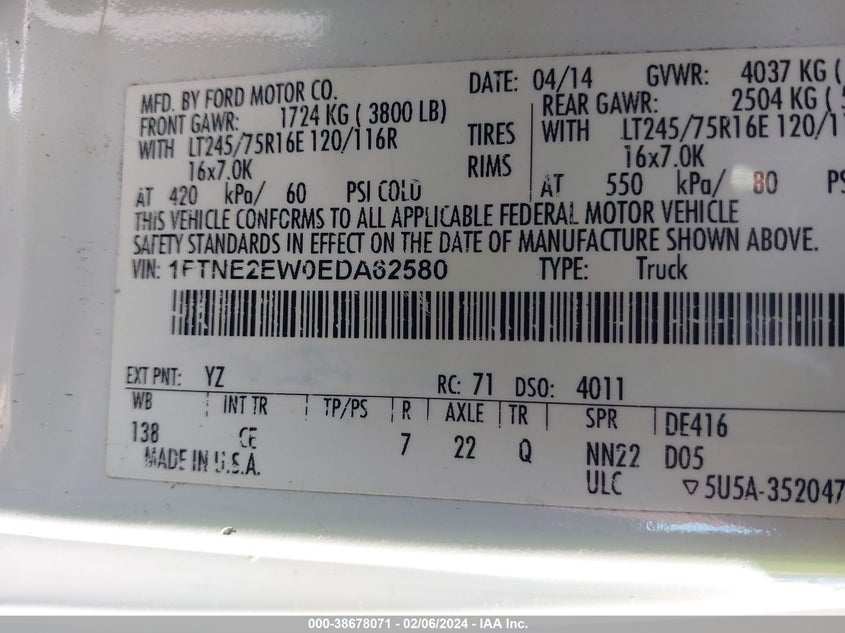 MFD. BY FORD MOTOR CO. DATE: 04/14 GVWR: 4037 KG (
FRONT GAWR: 1724 KG ( 3800 LB) REAR GAWR: 2504 KG (
WITH LT245/75R16E 120/116R TIRES WITH LT245/75R16E 120/11
16x7.0K RIMS 16x7.0K
AT 420 kPa/ 60 PSI COLD AT 550 kPa/ 80 PS
THIS VEHICLE CONFORMS TO ALL APPLICABLE FEDERAL MOTOR VEHICLE
SAFETY STANDARDS IN EFFECT ON THE DATE OF MANUFACTURE SHOWN ABOVE.
VIN: 1FTNE2EW0EDA62580 TYPE: Truck
EXT PNT: YZ RC: 71 DSO: 4011
WB INT TR TP/PS R AXLE TR SPR DE416
138 CE 7 22 Q NN22 D05
MADE IN U.S.A. ULC ▽5U5A-352047
000-38678071 - 02/06/2024 - IAA Inc.